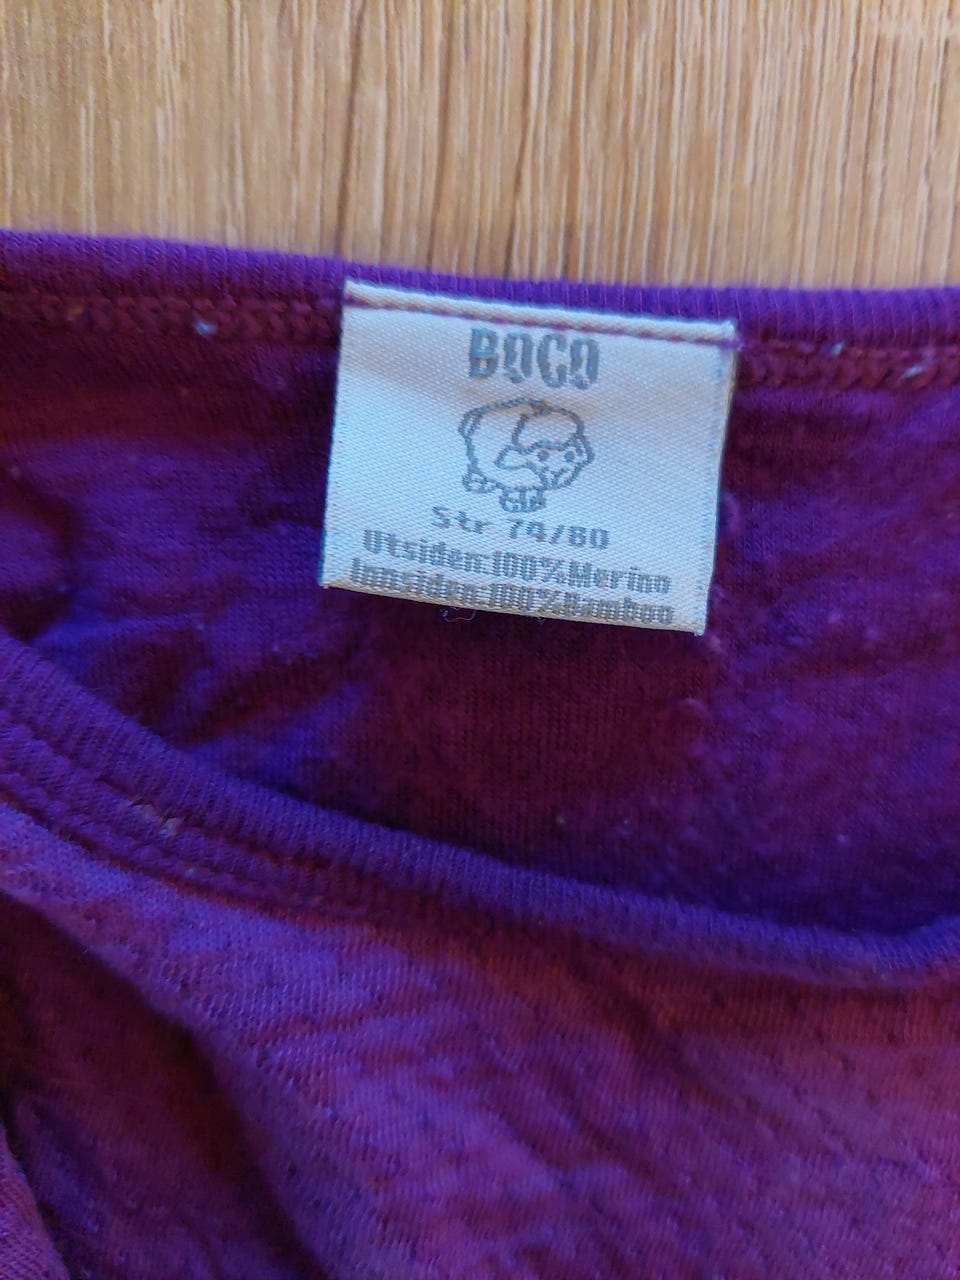 BOCO
Str 74/80
Utsiden:100%Merino
Innsiden:100%Bamboo